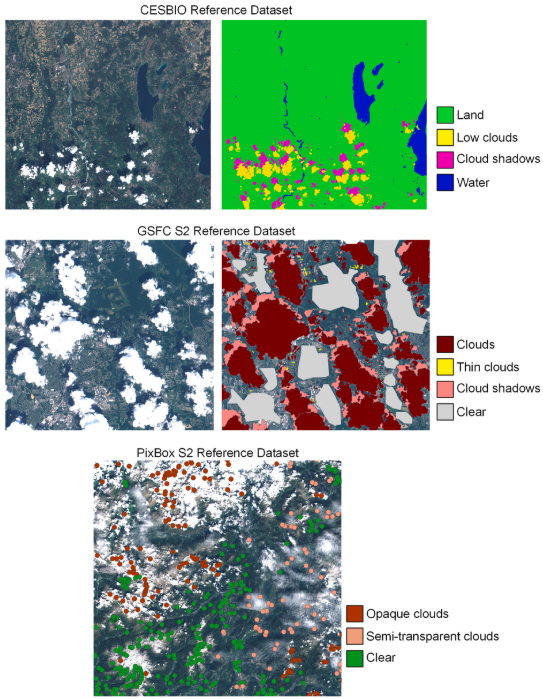 CESBIO Reference Dataset
Land
Low clouds
Cloud shadows
Water
GSFC S2 Reference Dataset
Clouds
Thin clouds
Cloud shadows
Clear
PixBox S2 Reference Dataset
Opaque clouds
Semi-transparent clouds
Clear